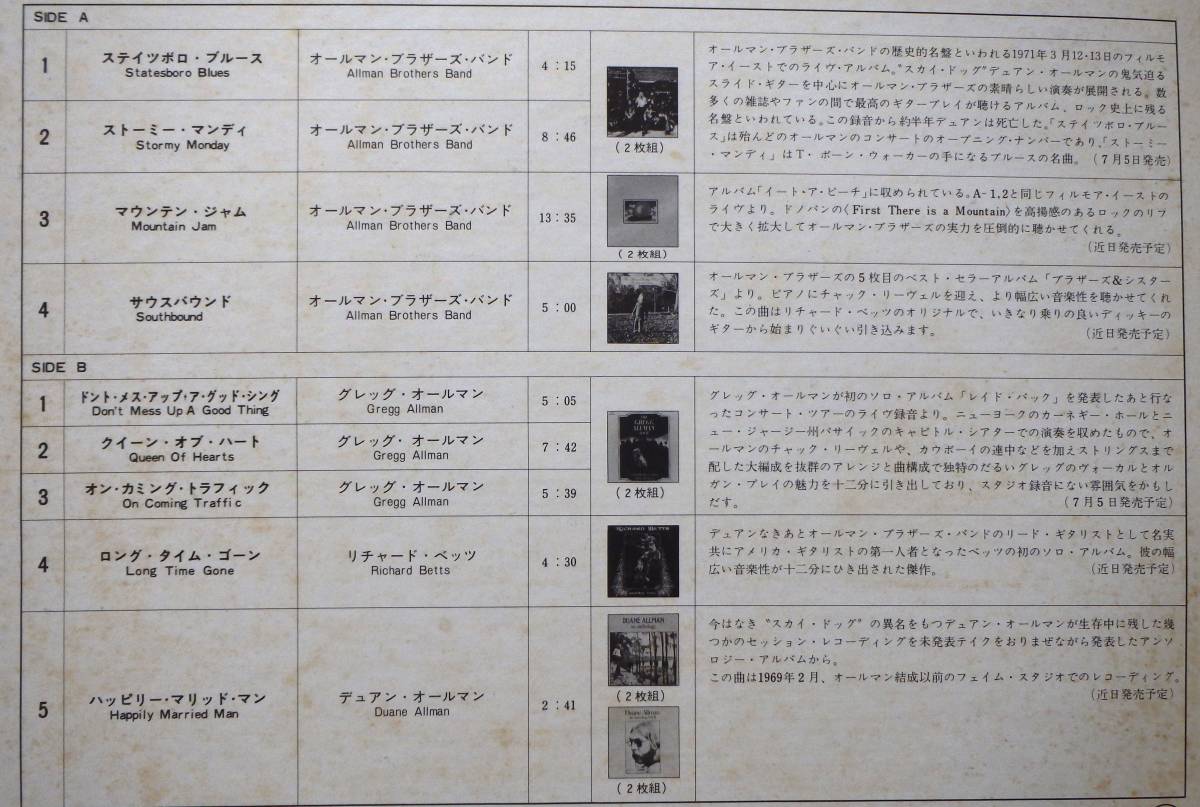 SIDE A
1
ステイツボロ・ブルース
Statesboro Blues
オールマン・ブラザーズ・バンド
Allman Brothers Band
4：15
(２枚組)
オールマン・ブラザーズ・バンドの歴史的名盤といわれる1971年３月12・13日のフィルモ
ア・イーストでのライヴ・アルバム。“スカイ・ドッグ”デュアン・オールマンの鬼気迫る
スライド・ギターを中心にオールマン・ブラザーズの素晴らしい演奏が展開される。数
多くの雑誌やファンの間で最高のギタープレイが聴けるアルバム、ロック史上に残る
名盤といわれている。この録音から約半年デュアンは死亡した。「ステイツボロ・ブルー
ス」は殆んどのオールマンのコンサートのオープニング・ナンバーであり、「ストーミー
・マンディ」はＴ・ボーン・ウォーカーの手になるブルースの名曲。(７月5日発売)
2
ストーミー・マンディ
Stormy Monday
オールマン・ブラザーズ・バンド
Allman Brothers Band
8：46
3
マウンテン・ジャム
Mountain Jam
オールマン・ブラザーズ・バンド
Allman Brothers Band
13：35
(２枚組)
アルバム「イート・ア・ピーチ」に収められている。A-1,2と同じフィルモア・イーストの
ライヴより。ドノバンの〈First There is a Mountain〉を高揚感のあるロックのリフ
で大きく拡大してオールマン・ブラザーズの実力を圧倒的に聴かせてくれる。
(近日発売予定)
4
サウスバウンド
Southbound
オールマン・ブラザーズ・バンド
Allman Brothers Band
5：00
オールマン・ブラザーズの５枚目のベスト・セラーアルバム「ブラザーズ&シスター
ズ」より。ピアノにチャック・リーヴェルを迎え、より幅広い音楽性を聴かせてくれ
た。この曲はリチャード・ベッツのオリジナルで、いきなり乗りの良いディッキーの
ギターから始まりぐいぐい引き込みます。
(近日発売予定)
SIDE B
1
ドント・メス・アップ・ア・グッド・シング
Don't Mess Up A Good Thing
グレッグ・オールマン
Gregg Allman
5：05
THE
GREGG
ALLMAN
TOUR
(２枚組)
グレッグ・オールマンが初のソロ・アルバム「レイド・バック」を発表したあと行な
ったコンサート・ツアーのライヴ録音より。ニューヨークのカーネギー・ホールとニ
ュー・ジャージー州パサイックのキャピトル・シアターでの演奏を収めたもので、オ
ールマンのチャック・リーヴェルや、カウボーイの連中などを加えストリングスまで
配した大編成を抜群のアレンジと曲構成で独特のだるいグレッグのヴォーカルとオル
ガン・プレイの魅力を十二分に引き出しており、スタジオ録音にない雰囲気をかもし
だす。
(７月５日発売予定)
2
クイーン・オブ・ハート
Queen Of Hearts
グレッグ・オールマン
Gregg Allman
7：42
3
オン・カミング・トラフィック
On Coming Traffic
グレッグ・オールマン
Gregg Allman
5：39
4
ロング・タイム・ゴーン
Long Time Gone
リチャード・ベッツ
Richard Betts
4：30
RICHARD BETTS
デュアンなきあとオールマン・ブラザーズ・バンドのリード・ギタリストとして名実
共にアメリカ・ギタリストの第一人者となったベッツの初のソロ・アルバム。彼の幅
広い音楽性が十二分にひき出された傑作。
(近日発売予定)
5
ハッピリー・マリッド・マン
Happily Married Man
デュアン・オールマン
Duane Allman
2：41
DUANE ALLMAN
an anthology
(２枚組)
Duane Allman
(２枚組)
今はなき“スカイ・ドッグ”の異名をもつデュアン・オールマンが生存中に残した幾
つかのセッション・レコーディングを未発表テイクをおりまぜながら発表したアンソ
ロジー・アルバムから。
この曲は1969年２月、オールマン結成以前のフェイム・スタジオでのレコーディング。
(近日発売予定)